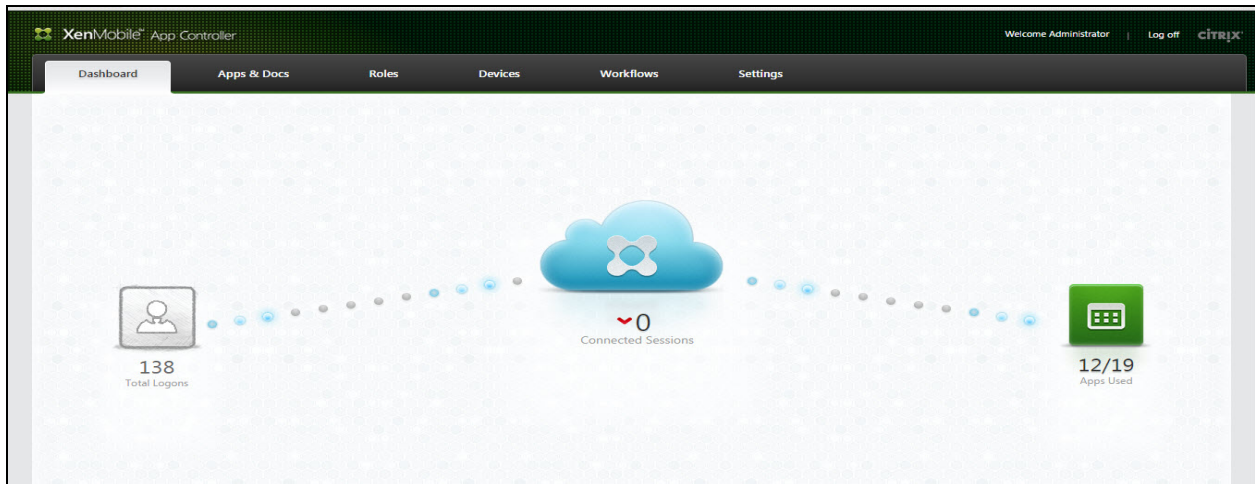 XenMobile™ App Controller
Welcome Administrator | Log off CITRIX
Dashboard Apps & Docs Roles Devices Workflows Settings
0
Connected Sessions
138
Total Logons
12/19
Apps Used